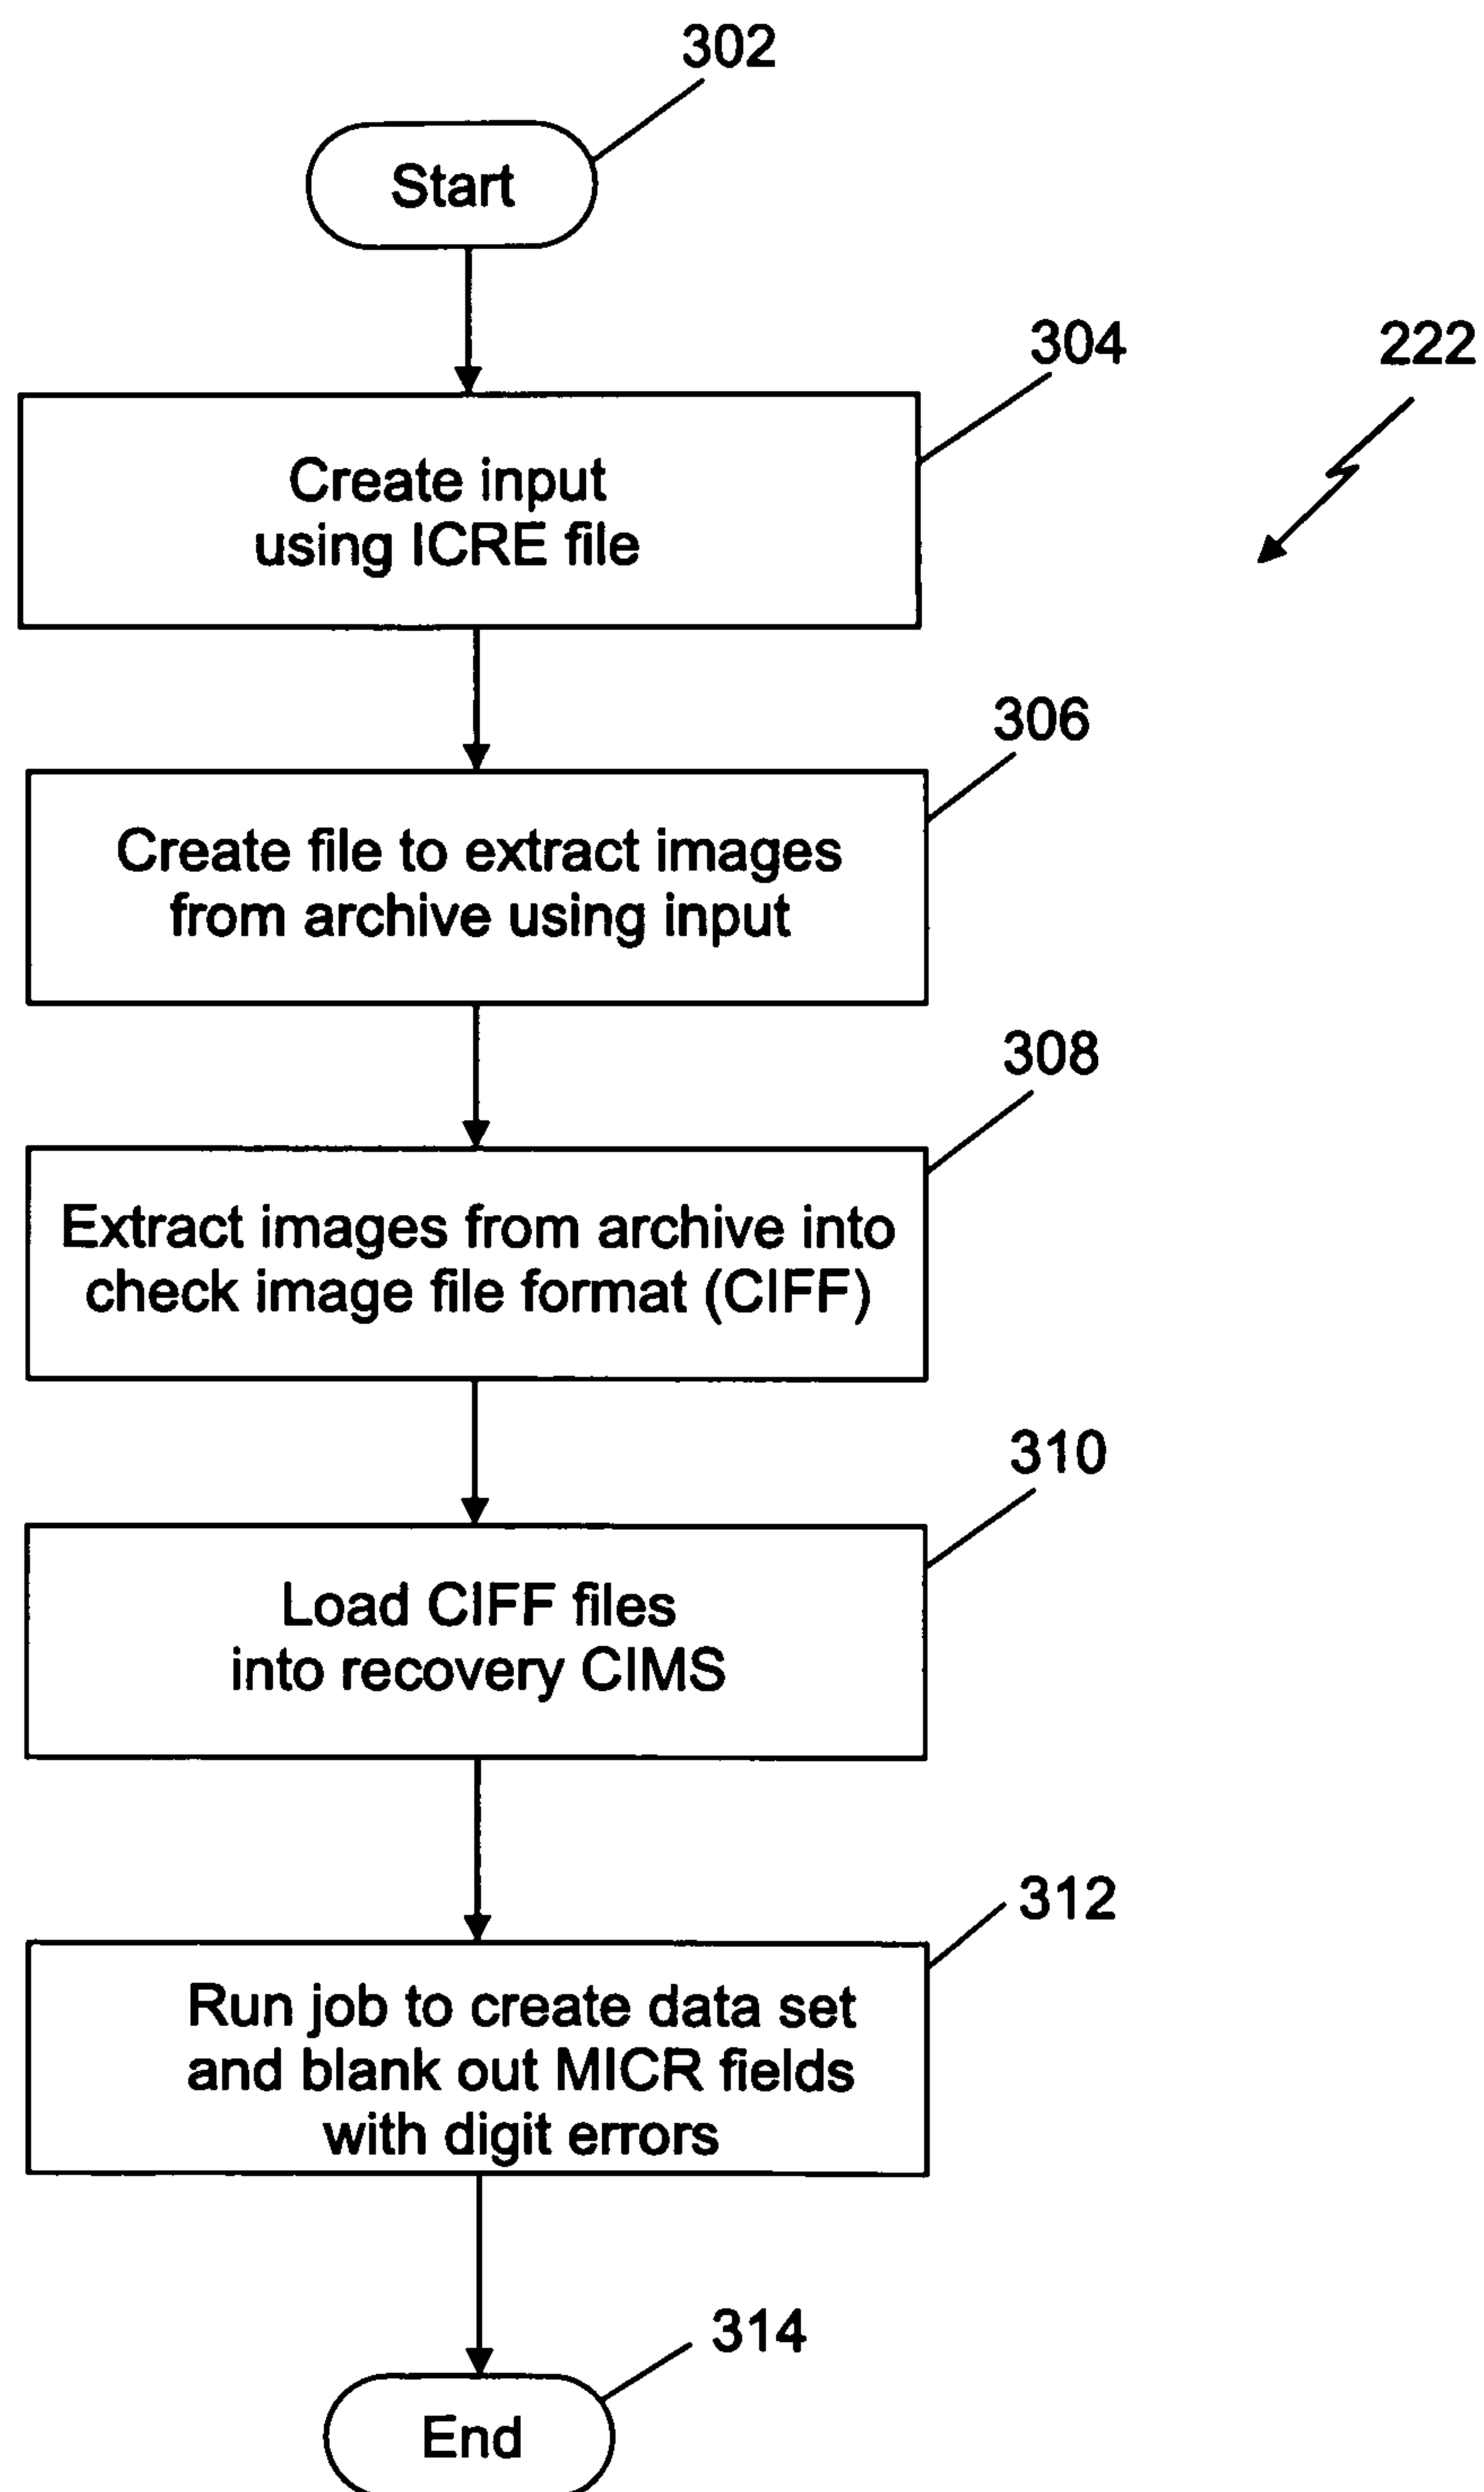 302
Start
304
222
Create input
using ICRE file
306
Create file to extract images
from archive using input
308
Extract images from archive into
check image file format (CIFF)
310
Load CIFF files
into recovery CIMS
312
Run job to create data set
and blank out MICR fields
with digit errors
314
End